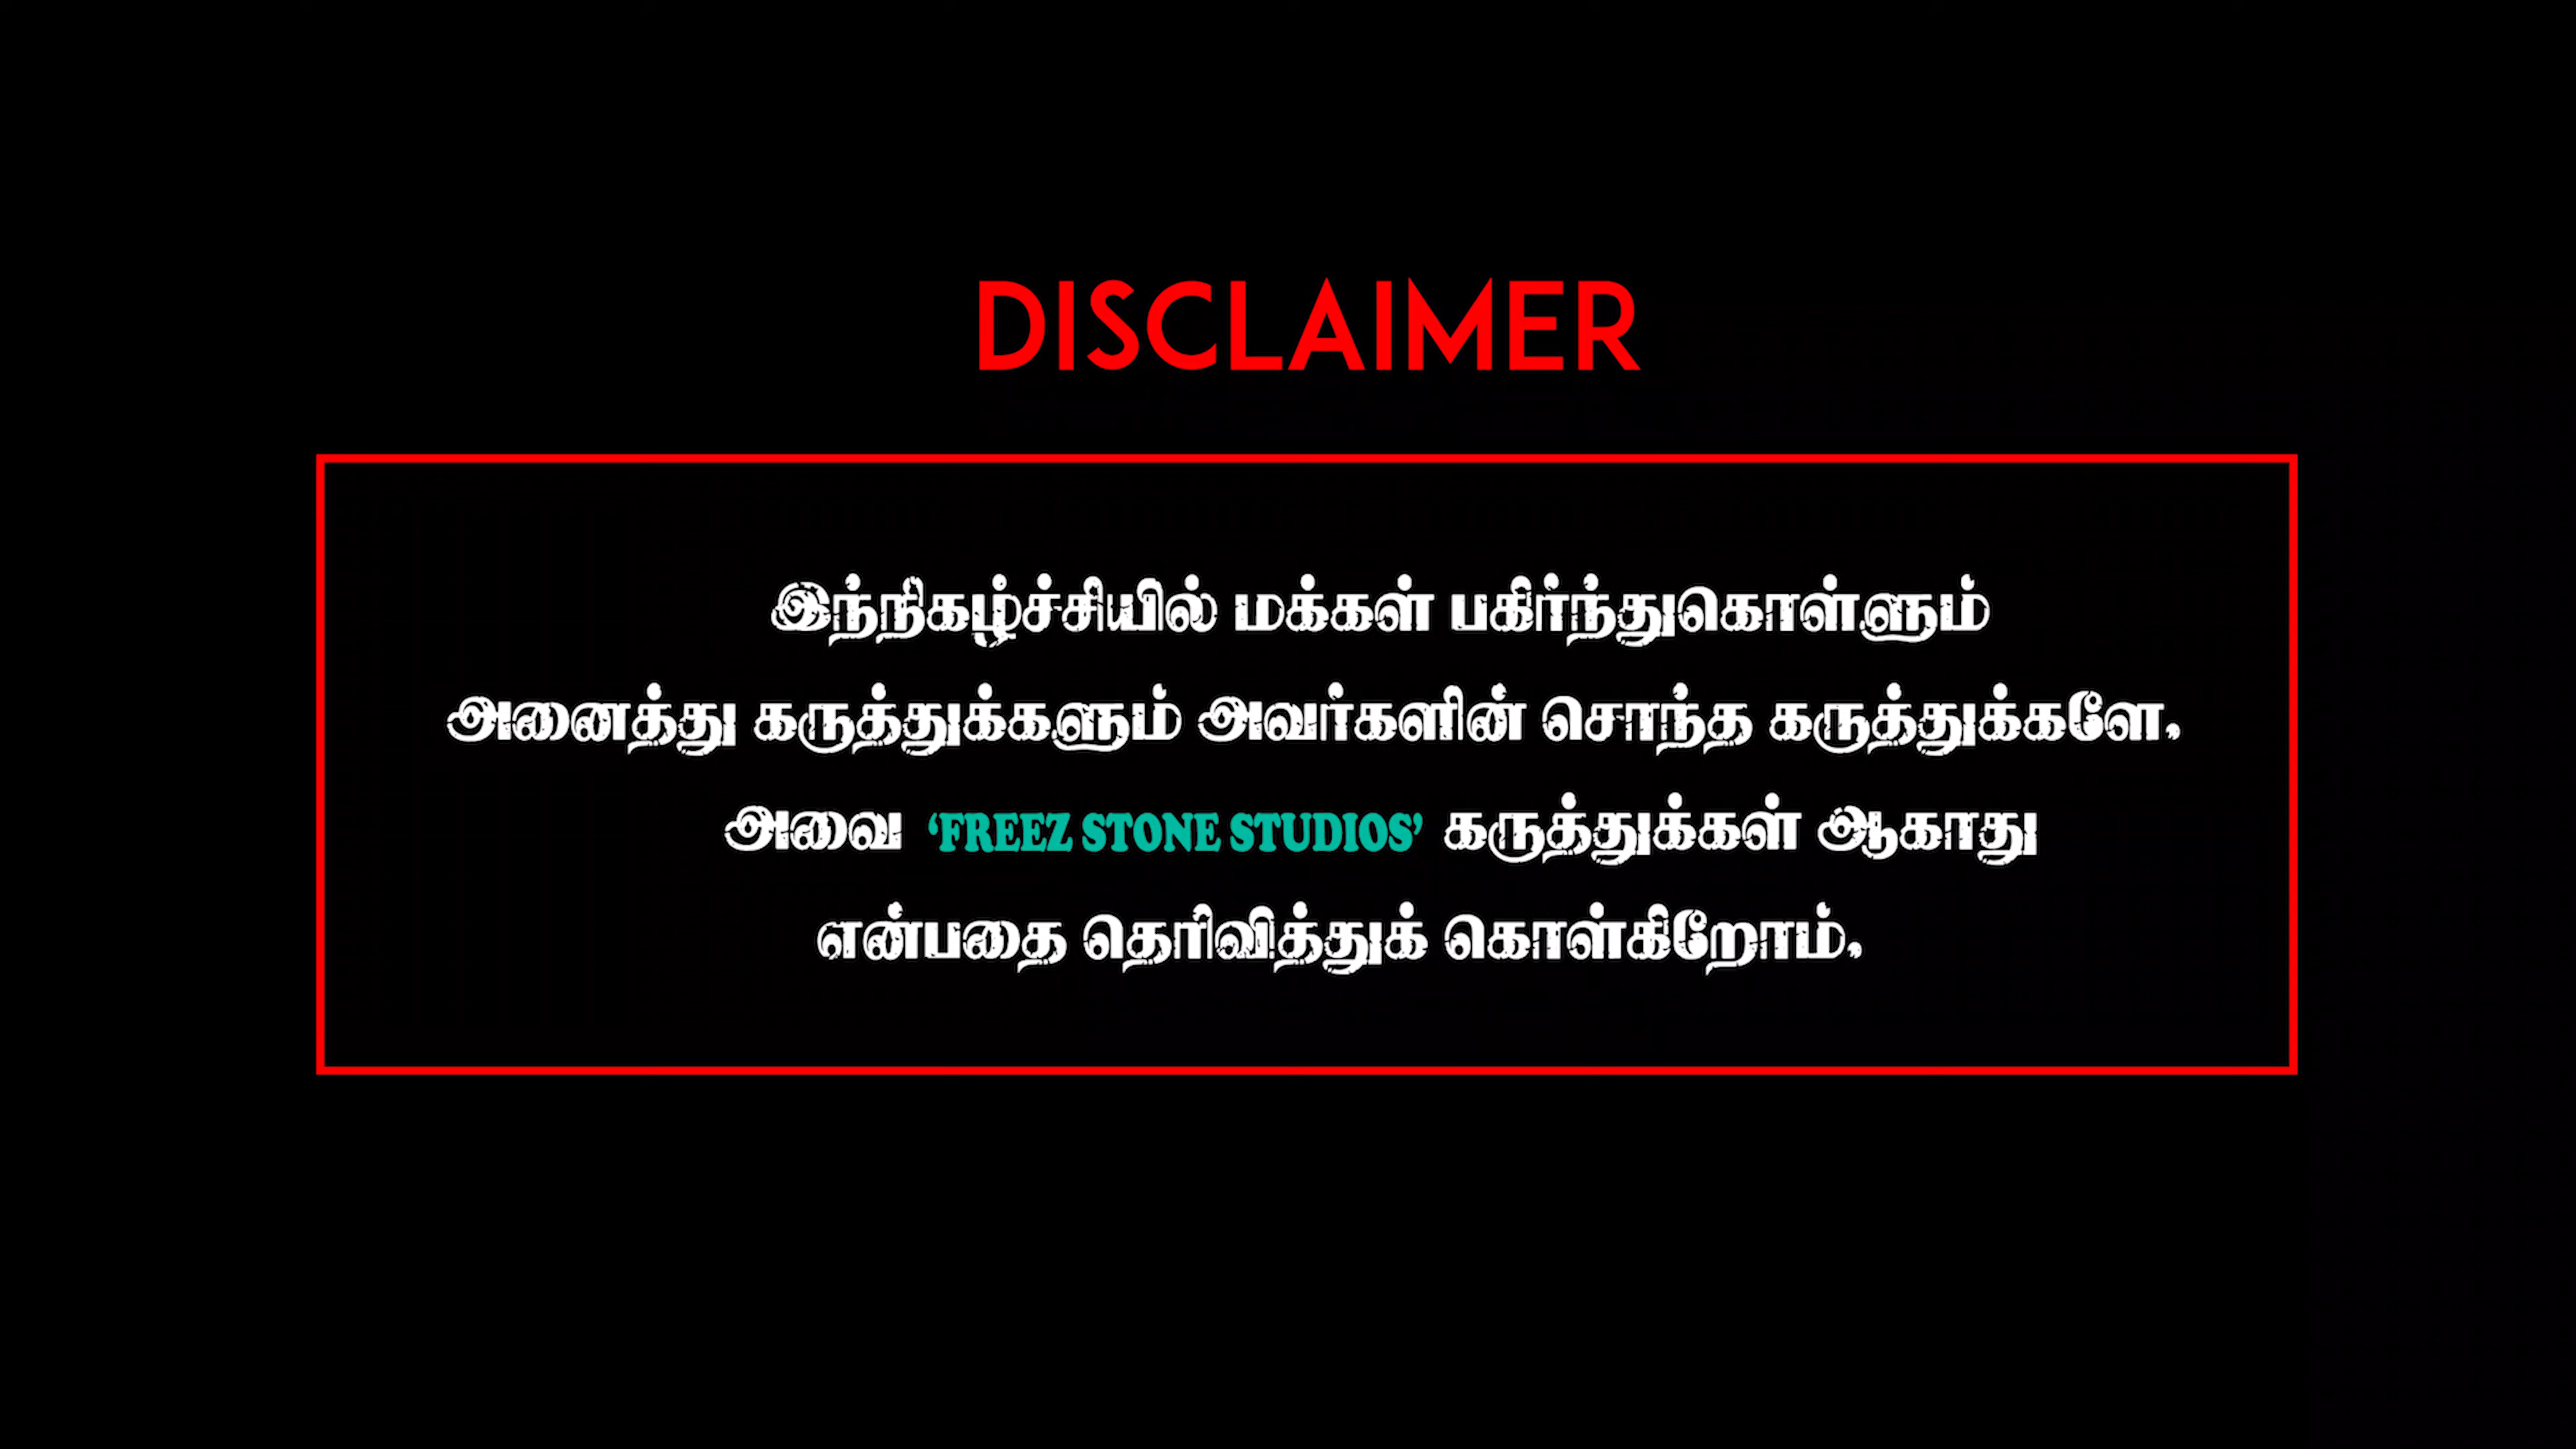 DISCLAIMER
இந்நிகழ்ச்சியில் மக்கள் பகிர்ந்துகொள்ளும்
அனைத்து கருத்துக்களும் அவர்களின் சொந்த கருத்துக்களே.
அவை ‘FREEZ STONE STUDIOS’ கருத்துக்கள் ஆகாது
என்பதை தெரிவித்துக் கொள்கிறோம்.